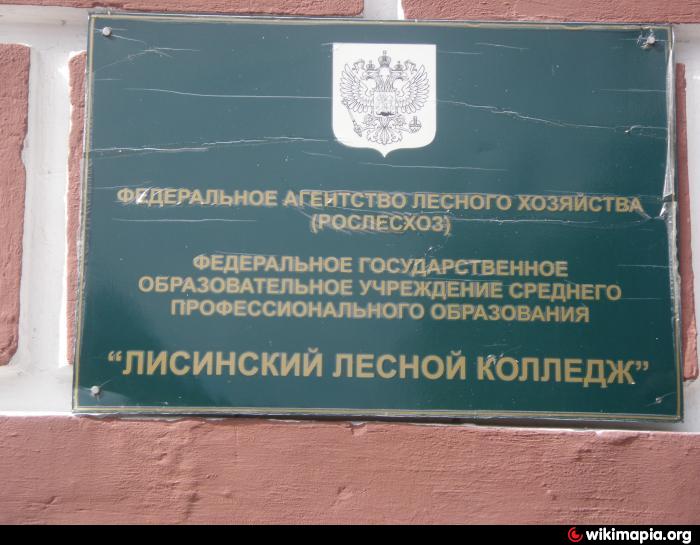 ФЕДЕРАЛЬНОЕ АГЕНТСТВО ЛЕСНОГО ХОЗЯЙСТВА
(РОСЛЕСХОЗ)
ФЕДЕРАЛЬНОЕ ГОСУДАРСТВЕННОЕ
ОБРАЗОВАТЕЛЬНОЕ УЧРЕЖДЕНИЕ СРЕДНЕГО
ПРОФЕССИОНАЛЬНОГО ОБРАЗОВАНИЯ
“ЛИСИНСКИЙ ЛЕСНОЙ КОЛЛЕДЖ”
wikimapia.org